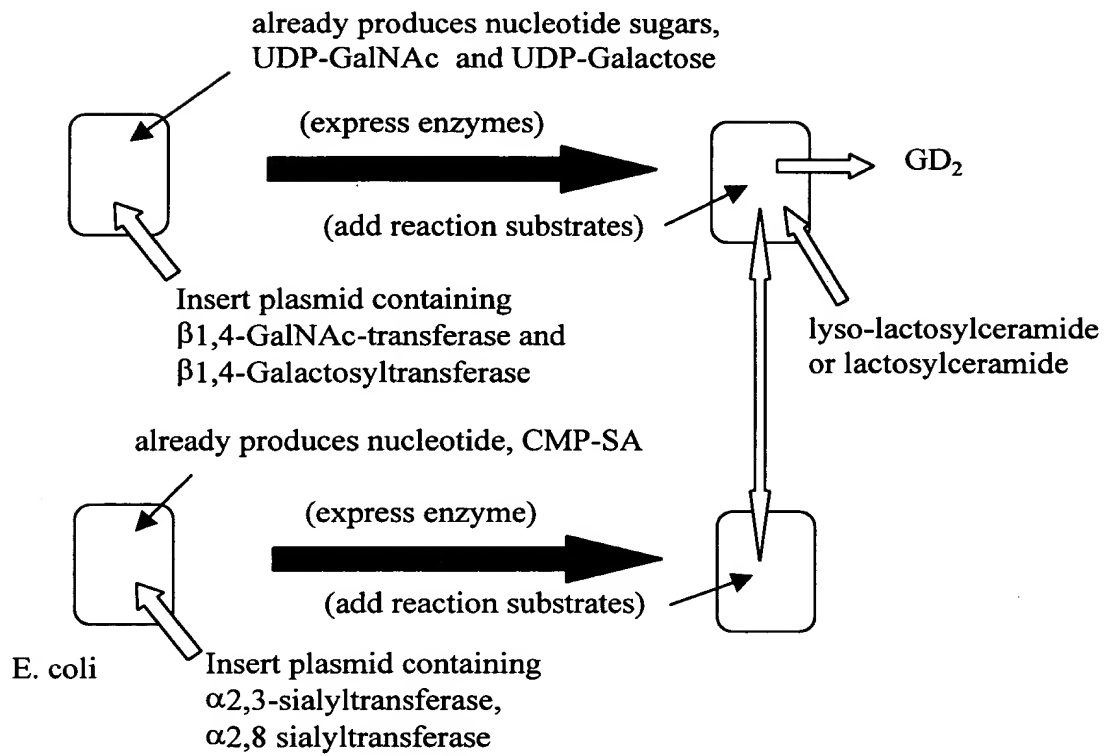 already produces nucleotide sugars,
UDP-GalNAc and UDP-Galactose
(express enzymes)
GD₂
(add reaction substrates)
Insert plasmid containing
β1,4-GalNAc-transferase and
β1,4-Galactosyltransferase
lyso-lactosylceramide
or lactosylceramide
already produces nucleotide, CMP-SA
(express enzyme)
(add reaction substrates)
E. coli
Insert plasmid containing
α2,3-sialyltransferase,
α2,8 sialyltransferase